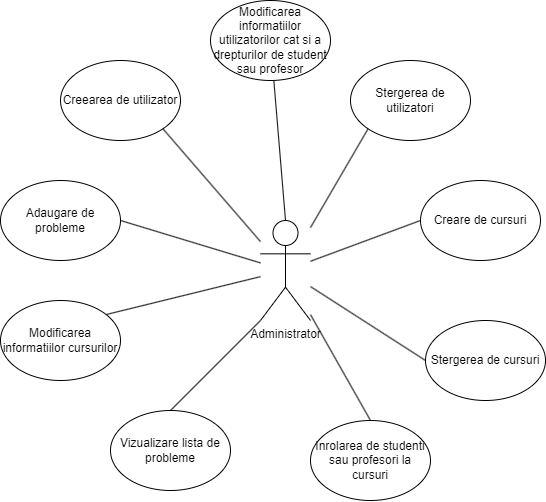 Modificarea
informatiilor
utilizatorilor cat si a
drepturilor de student
sau profesor
Creearea de utilizator
Stergerea de
utilizatori
Adaugare de
probleme
Creare de cursuri
Modificarea
informatiilor cursurilor
Administrator
Stergerea de cursuri
Vizualizare lista de
probleme
Inrolarea de studenti
sau profesori la
cursuri